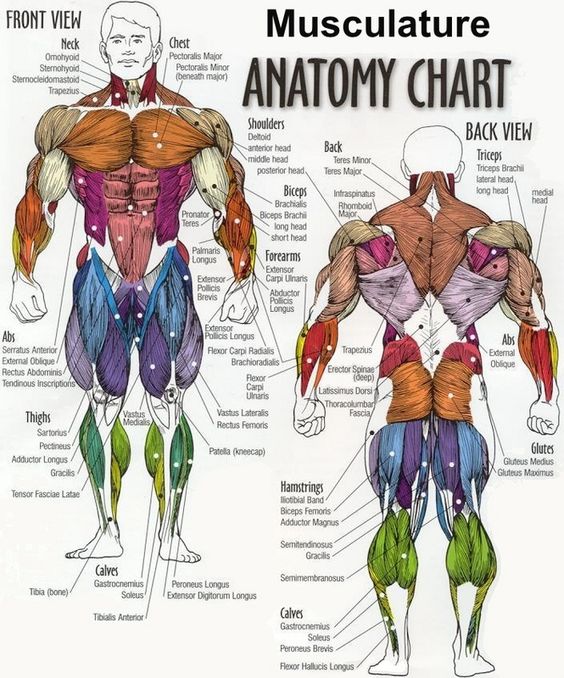 Musculature
ANATOMY CHART
FRONT VIEW
Neck
Omohyoid
Sternohyoid
Sternocleidomastoid
Trapezius
Chest
Pectoralis Major
Pectoralis Minor
(beneath major)
Shoulders
Deltoid
anterior head
middle head
posterior head
Biceps
Brachialis
Biceps Brachii
long head
short head
Pronator
Teres
Palmaris
Longus
Forearms
Extensor
Carpi Ulnaris
Extensor
Pollicis
Brevis
Abductor
Pollicis
Longus
Extensor
Pollicis Longus
Flexor Carpi Radialis
Brachioradialis
Flexor
Carpi
Ulnaris
Abs
Serratus Anterior
External Oblique
Rectus Abdominis
Tendinous Inscriptions
Thighs
Sartorius
Pectineus
Adductor Longus
Gracilis
Tensor Fasciae Latae
Vastus
Medialis
Vastus Lateralis
Rectus Femoris
Patella (kneecap)
Calves
Gastrocnemius
Soleus
Tibia (bone)
Tibialis Anterior
Peroneus Longus
Extensor Digitorum Longus
BACK VIEW
Back
Teres Minor
Teres Major
Infraspinatus
Rhomboid
Major
Triceps
Triceps Brachii
lateral head
long head
medial
head
Trapezius
Erector Spinae
(deep)
Latissimus Dorsi
Thoracolumbar
Fascia
Abs
External
Oblique
Glutes
Gluteus Medius
Gluteus Maximus
Hamstrings
Iliotibial Band
Biceps Femoris
Adductor Magnus
Semitendinosus
Gracilis
Semimembranosus
Calves
Gastrocnemius
Soleus
Peroneus Brevis
Flexor Hallucis Longus